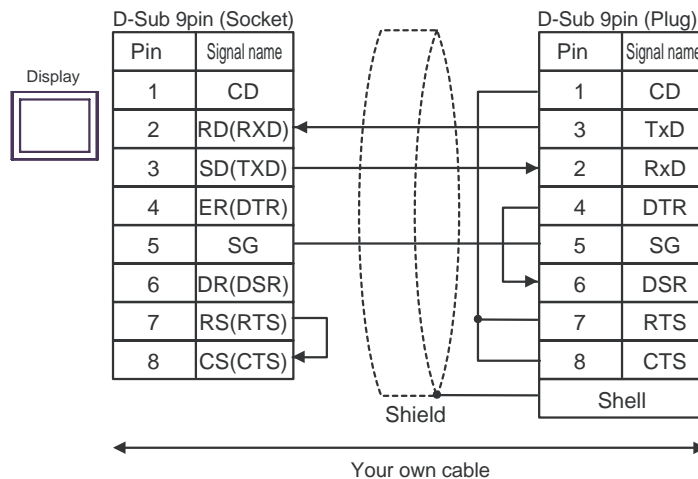 D-Sub 9pin (Socket) D-Sub 9pin (Plug)
Display
Pin Signal name Pin Signal name
1 CD 1 CD
2 RD(RXD) 3 TxD
3 SD(TXD) 2 RxD
4 ER(DTR) 4 DTR
5 SG 5 SG
6 DR(DSR) 6 DSR
7 RS(RTS) 7 RTS
8 CS(CTS) 8 CTS
Shell
Shield
Your own cable